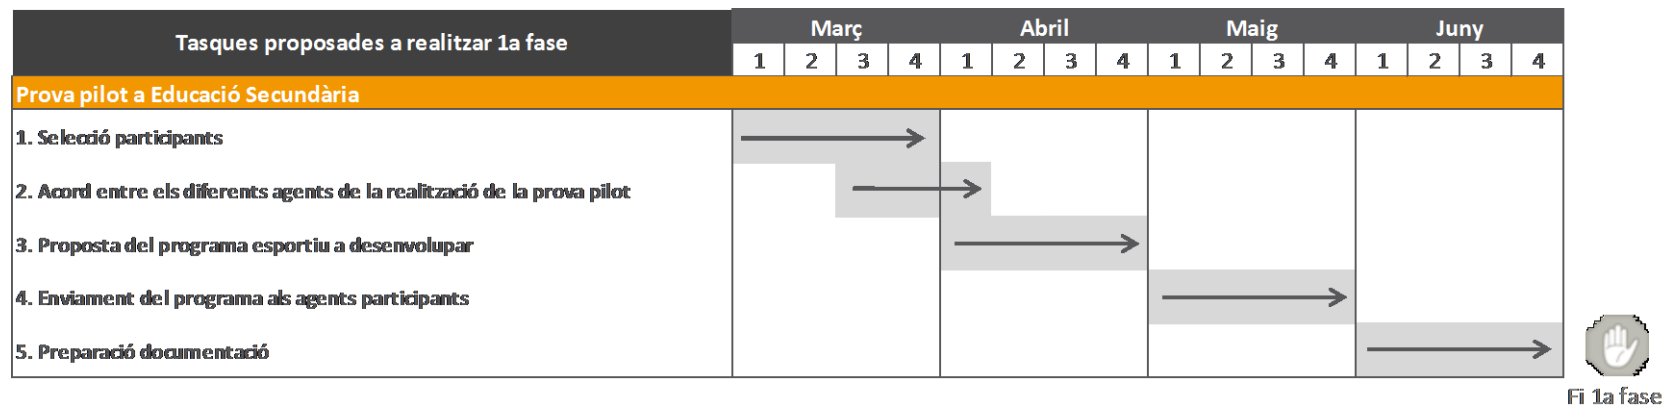 Tasques proposades a realitzar 1a fase
Març Abril Maig Juny
1 2 3 4 1 2 3 4 1 2 3 4 1 2 3 4
Prova pilot a Educació Secundària
1. Selecció participants
2. Acord entre els diferents agents de la realització de la prova pilot
3. Proposta del programa esportiu a desenvolupar
4. Enviament del programa als agents participants
5. Preparació documentació
Fi 1a fase